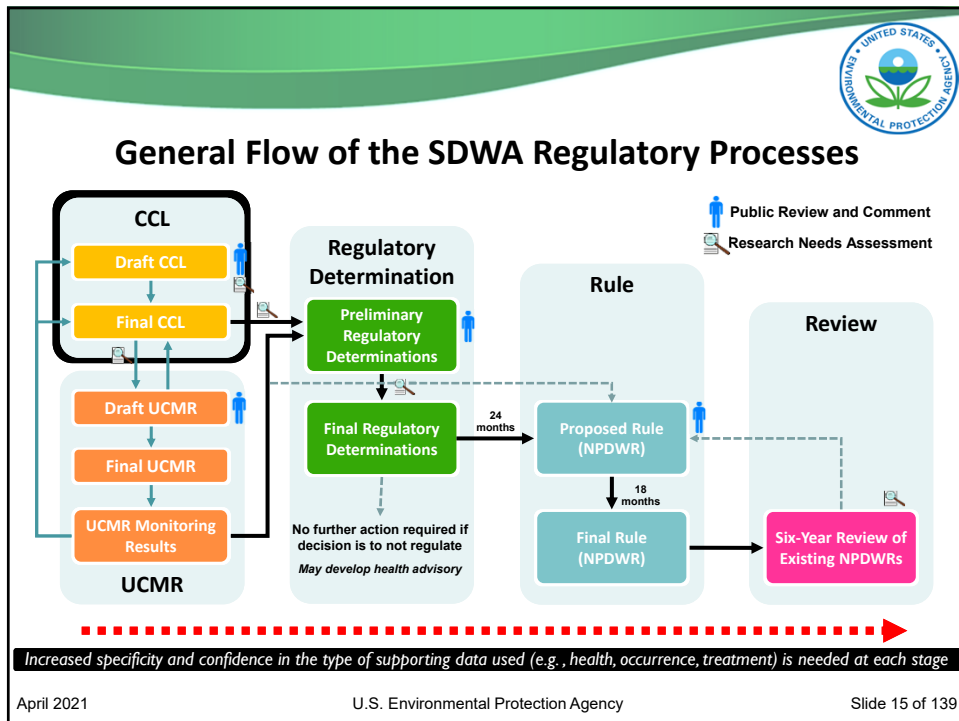 UNITED STATES
ENVIRONMENTAL PROTECTION AGENCY
General Flow of the SDWA Regulatory Processes
Public Review and Comment
Research Needs Assessment
CCL
Draft CCL
Final CCL
Draft UCMR
Final UCMR
UCMR Monitoring
Results
UCMR
Regulatory
Determination
Preliminary
Regulatory
Determinations
Final Regulatory
Determinations
No further action required if
decision is to not regulate
May develop health advisory
24
months
Rule
Proposed Rule
(NPDWR)
18
months
Final Rule
(NPDWR)
Review
Six-Year Review of
Existing NPDWRs
Increased specificity and confidence in the type of supporting data used (e.g., health, occurrence, treatment) is needed at each stage
April 2021
U.S. Environmental Protection Agency
Slide 15 of 139